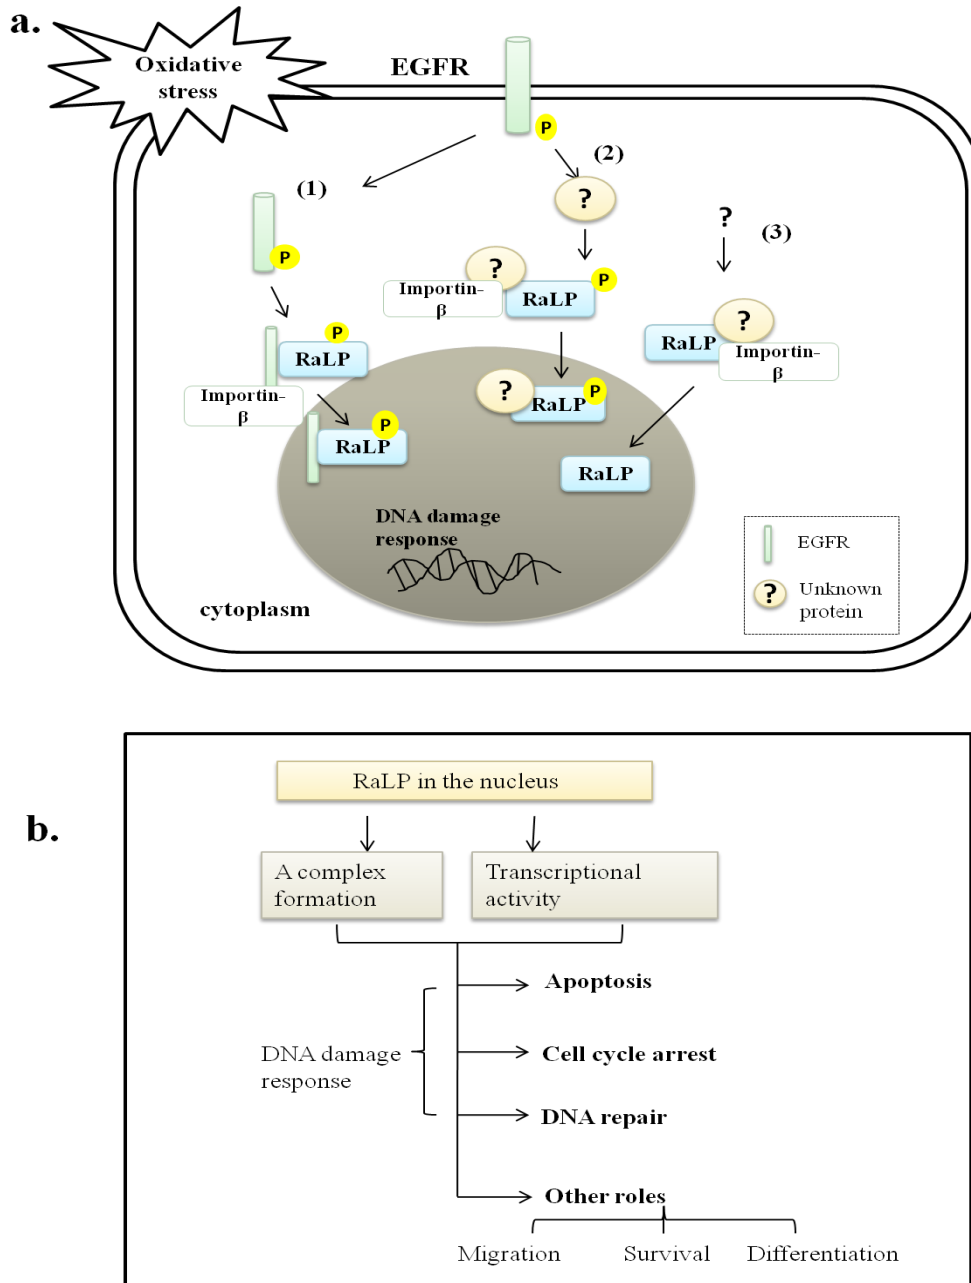 a.
Oxidative
stress
EGFR
P
(2)
(1)
?
?
(3)
P
?
P
Importin-
β
RaLP
?
P
RaLP
RaLP
Importin-
β
Importin-
β
?
P
RaLP
P
RaLP
RaLP
DNA damage
response
EGFR
?
Unknown
protein
cytoplasm
b.
RaLP in the nucleus
A complex
formation
Transcriptional
activity
Apoptosis
DNA damage
response
Cell cycle arrest
DNA repair
Other roles
Migration
Survival
Differentiation